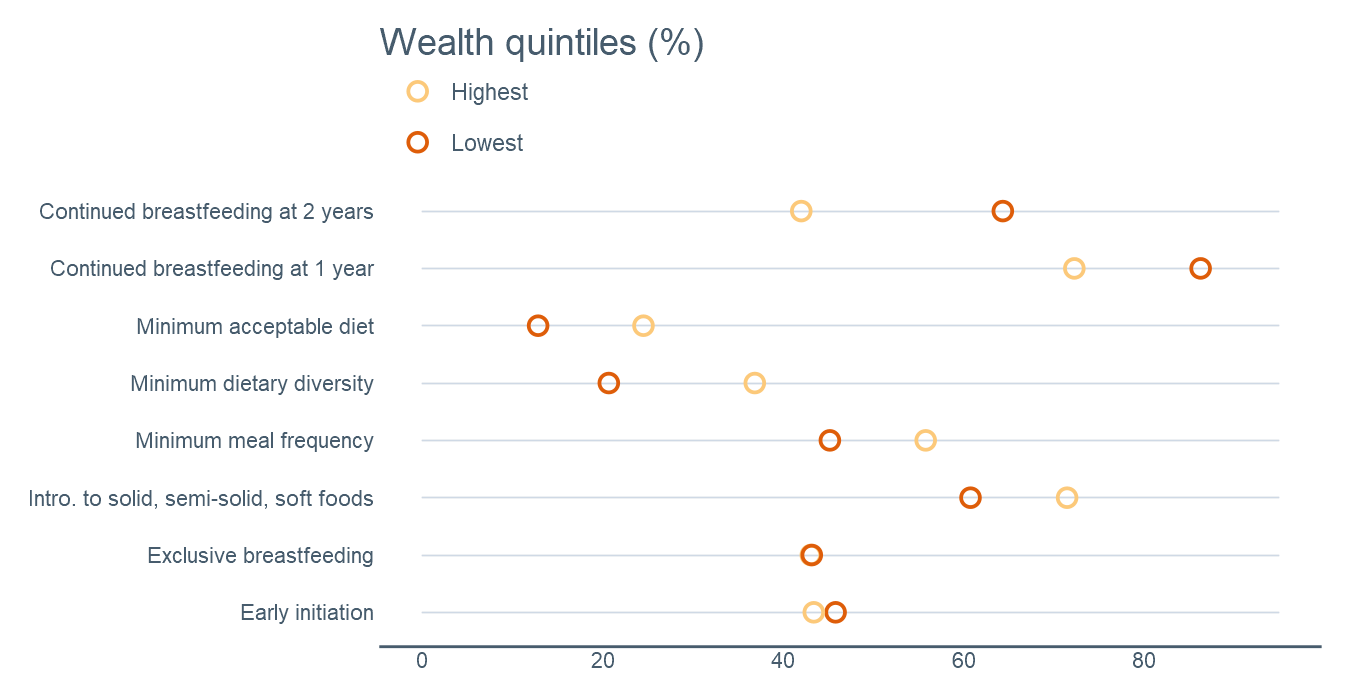 Wealth quintiles (%)
Highest
Lowest
Continued breastfeeding at 2 years
Continued breastfeeding at 1 year
Minimum acceptable diet
Minimum dietary diversity
Minimum meal frequency
Intro. to solid, semi-solid, soft foods
Exclusive breastfeeding
Early initiation
0 20 40 60 80